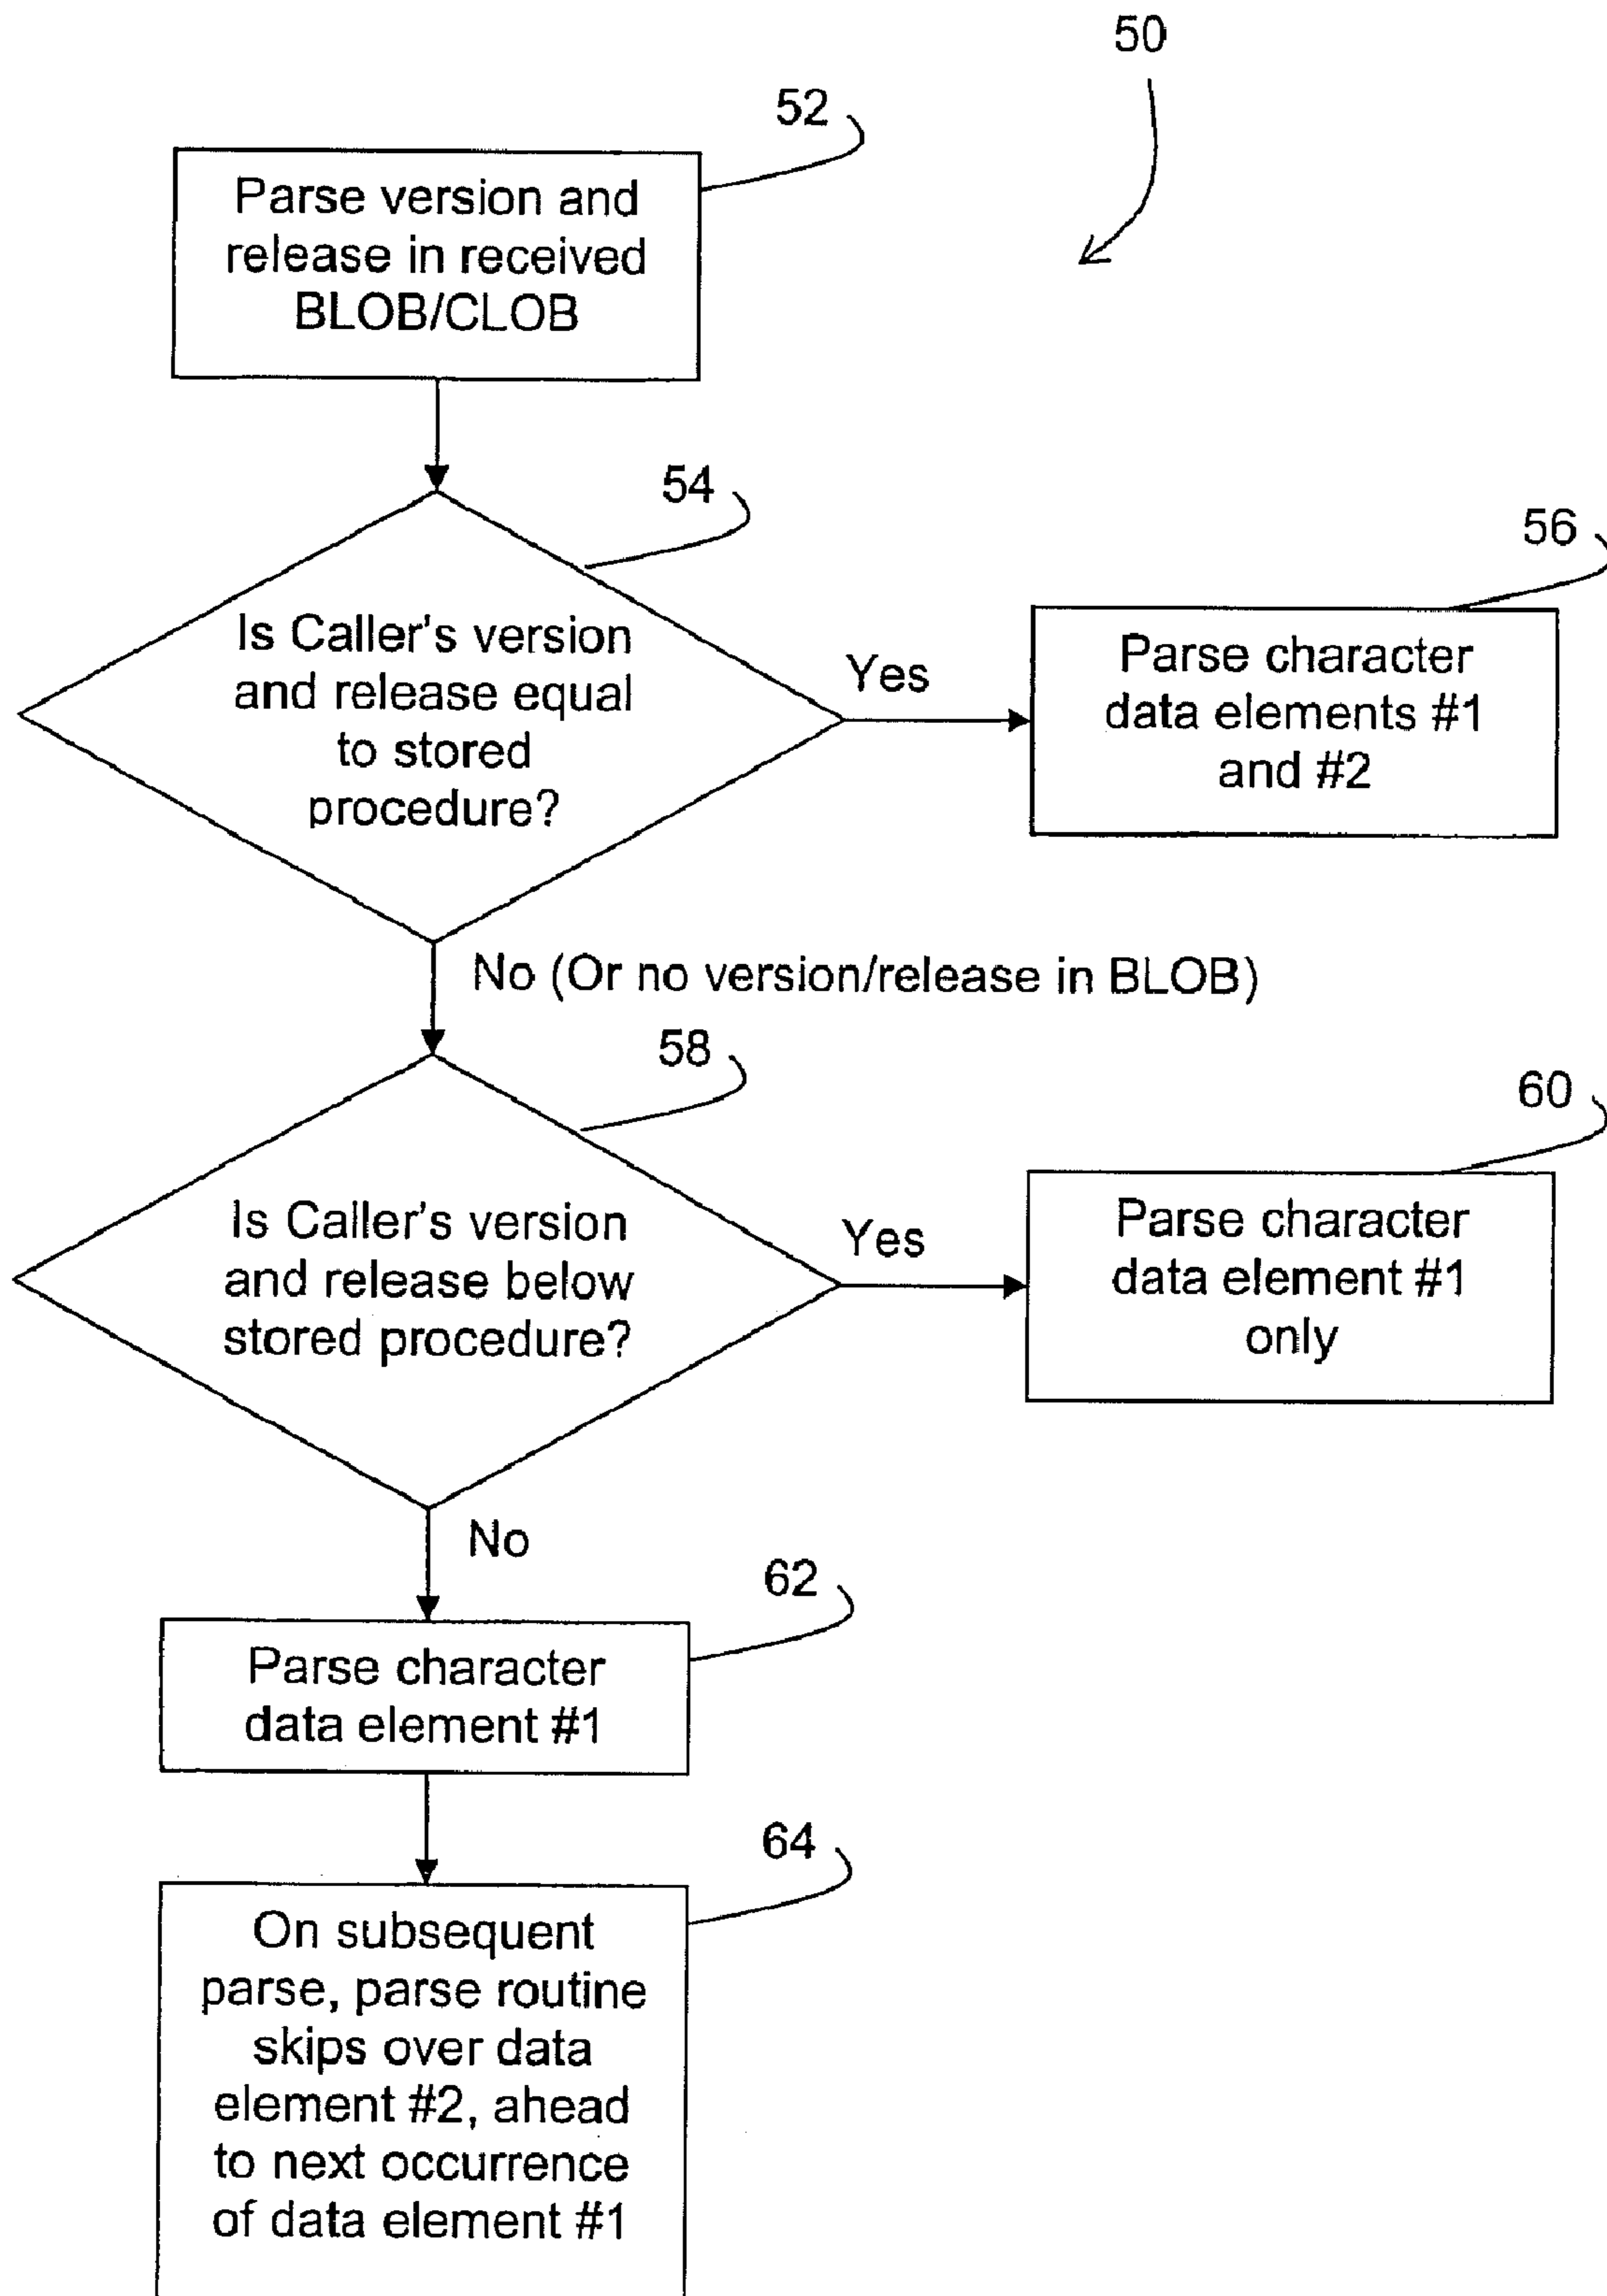 50
52
Parse version and
release in received
BLOB/CLOB
54
Is Caller's version
and release equal
to stored
procedure?
Yes
56
Parse character
data elements #1
and #2
No (Or no version/release in BLOB)
58
Is Caller's version
and release below
stored procedure?
Yes
60
Parse character
data element #1
only
No
62
Parse character
data element #1
64
On subsequent
parse, parse routine
skips over data
element #2, ahead
to next occurrence
of data element #1